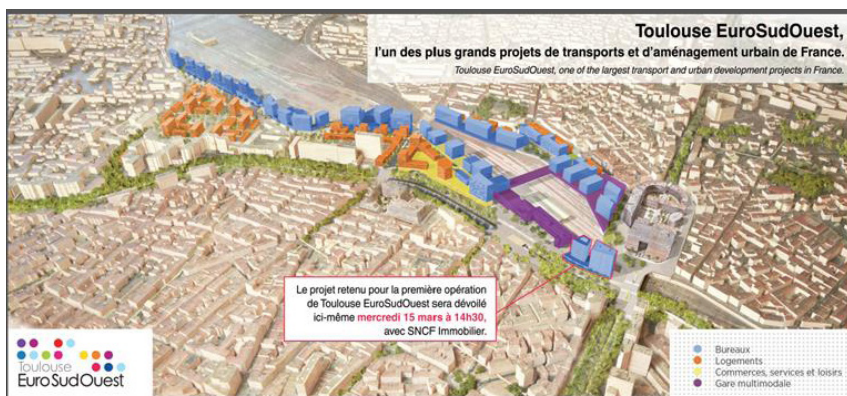 Toulouse EuroSudOuest,
l'un des plus grands projets de transports et d'aménagement urbain de France.
Toulouse EuroSudOuest, one of the largest transport and urban development projects in France.
Le projet retenu pour la première opération
de Toulouse EuroSudOuest sera dévoilé
ici-même mercredi 15 mars à 14h30,
avec SNCF Immobilier.
Toulouse
EuroSudOuest
Bureaux
Logements
Commerces, services et loisirs
Gare multimodale